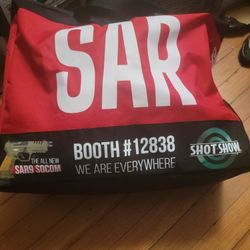 SAR
BOOTH #12838
WE ARE EVERYWHERE
THE ALL NEW
SAR9 SOCOM
SHOT SHOW